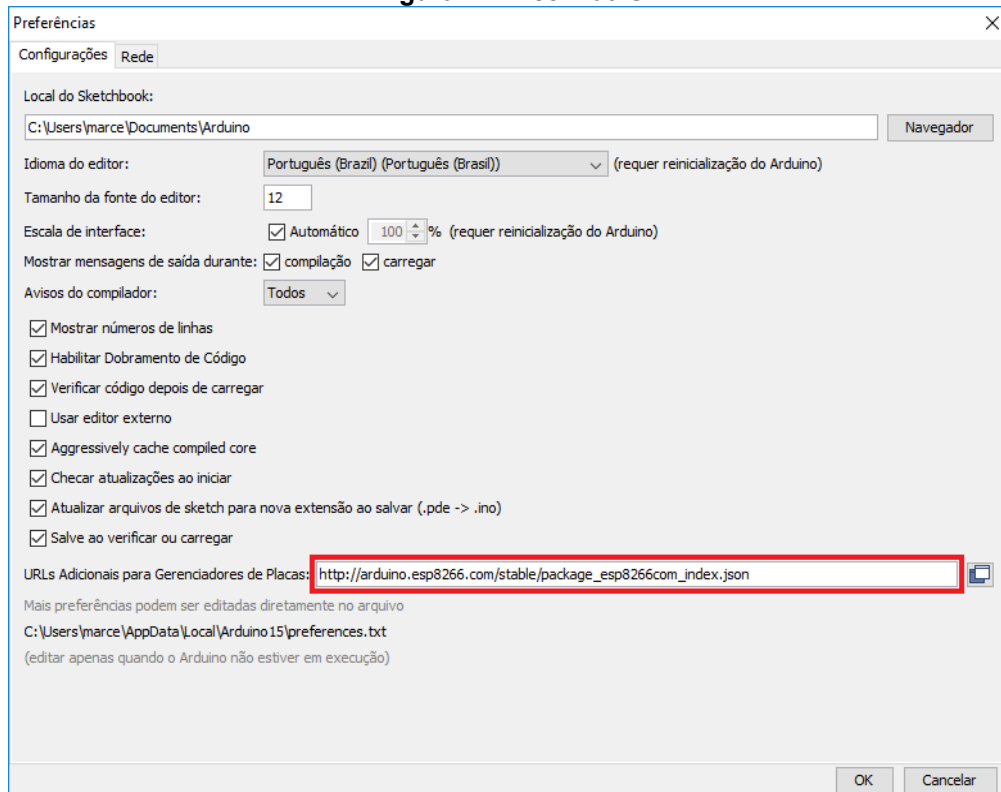 Preferências
Configurações Rede
Local do Sketchbook:
C:\Users\marce\Documents\Arduino Navegador
Idioma do editor: Português (Brazil) (Português (Brasil)) (requer reinicialização do Arduino)
Tamanho da fonte do editor: 12
Escala de interface: Automático 100 % (requer reinicialização do Arduino)
Mostrar mensagens de saída durante: compilação carregar
Avisos do compilador: Todos
Mostrar números de linhas
Habilitar Dobramento de Código
Verificar código depois de carregar
Usar editor externo
Aggressively cache compiled core
Checar atualizações ao iniciar
Atualizar arquivos de sketch para nova extensão ao salvar (.pde -> .ino)
Salve ao verificar ou carregar
URLs Adicionais para Gerenciadores de Placas: http://arduino.esp8266.com/stable/package_esp8266com_index.json
Mais preferências podem ser editadas diretamente no arquivo
C:\Users\marce\AppData\Local\Arduino15\preferences.txt
(editar apenas quando o Arduino não estiver em execução)
OK Cancelar